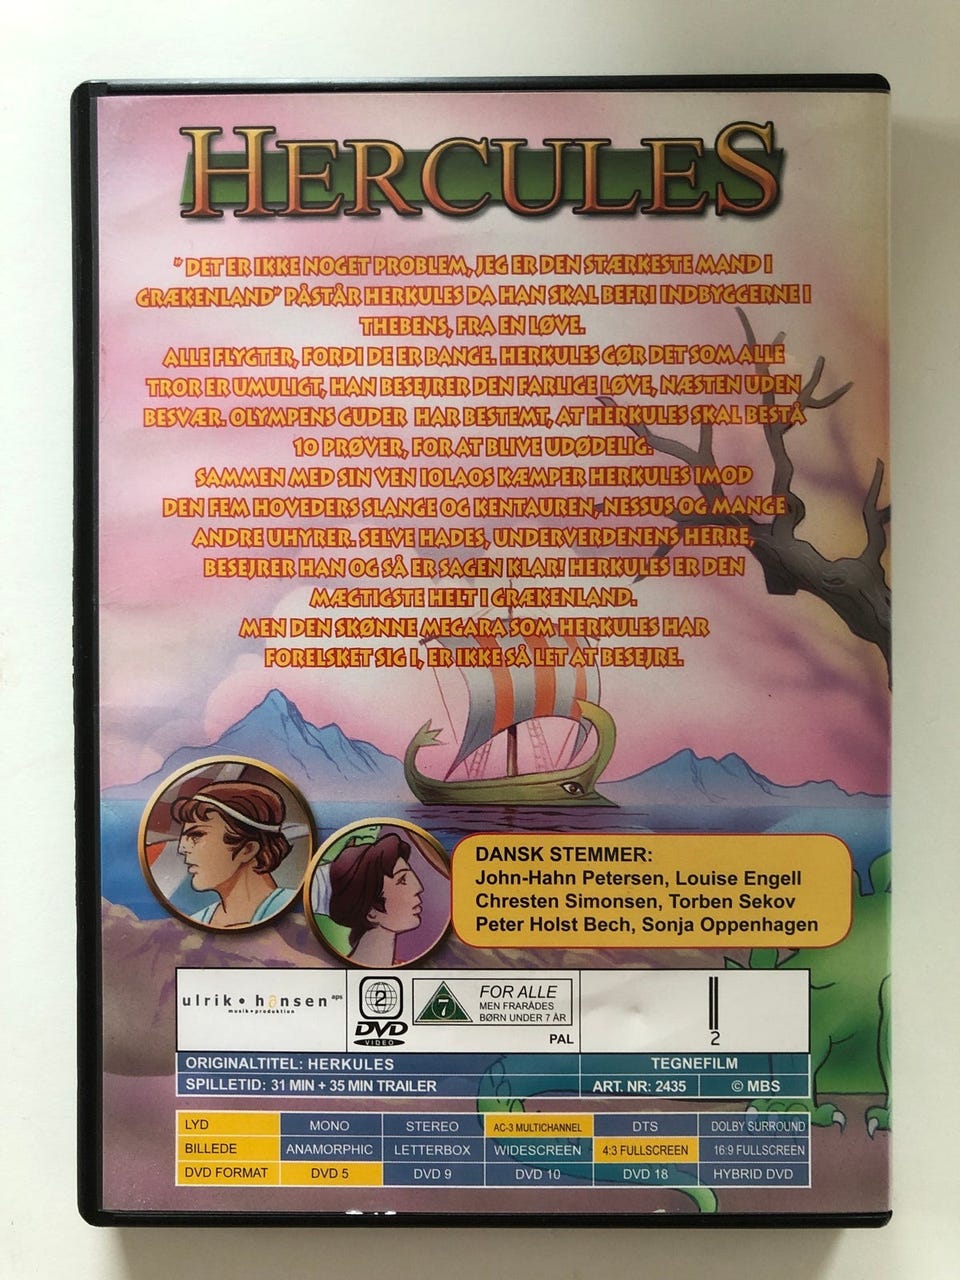 HERCULES
" DET ER IKKE NOGET PROBLEM, JEG ER DEN STÆRKESTE MAND I
GRÆKENLAND" PÅSTÅR HERKULES DA HAN SKAL BEFRI INDBYGGERNE I
THEBENS, FRA EN LØVE.
ALLE FLYGTER, FORDI DE ER BANGE. HERKULES GØR DET SOM ALLE
TROR ER UMULIGT, HAN BESEJRER DEN FARLIGE LØVE, NÆSTEN UDEN
BESVÆR. OLYMPENS GUDER HAR BESTEMT, AT HERKULES SKAL BESTÅ
10 PRØVER, FOR AT BLIVE UDØDELIG.
SAMMEN MED SIN VEN IOLAOS KÆMPER HERKULES IMOD
DEN FEM HOVEDERS SLANGE OG KENTAUREN, NESSUS OG MANGE
ANDRE UHYRER. SELVE HADES, UNDERVERDENENS HERRE,
BESEJRER HAN OG SÅ ER SAGEN KLAR! HERKULES ER DEN
MÆGTIGSTE HELT I GRÆKENLAND.
MEN DEN SKØNNE MEGARA SOM HERKULES HAR
FORELSKET SIG I, ER IKKE SÅ LET AT BESEJRE.
DANSK STEMMER:
John-Hahn Petersen, Louise Engell
Chresten Simonsen, Torben Sekov
Peter Holst Bech, Sonja Oppenhagen
ulrik • hansen aps
musik • produktion
2
DVD
VIDEO
7
FOR ALLE
MEN FRARÅDES
BØRN UNDER 7 ÅR
PAL
2
ORIGINALTITEL: HERKULES TEGNEFILM
SPILLETID: 31 MIN + 35 MIN TRAILER ART. NR: 2435 © MBS
LYD MONO STEREO AC-3 MULTICHANNEL DTS DOLBY SURROUND
BILLEDE ANAMORPHIC LETTERBOX WIDESCREEN 4:3 FULLSCREEN 16:9 FULLSCREEN
DVD FORMAT DVD 5 DVD 9 DVD 10 DVD 18 HYBRID DVD